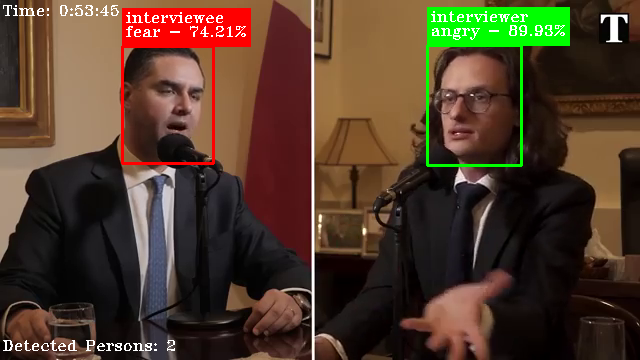 Time: 0:53:45
interviewee
fear - 74.21%
interviewer
angry - 89.93%
T
Detected Persons: 2